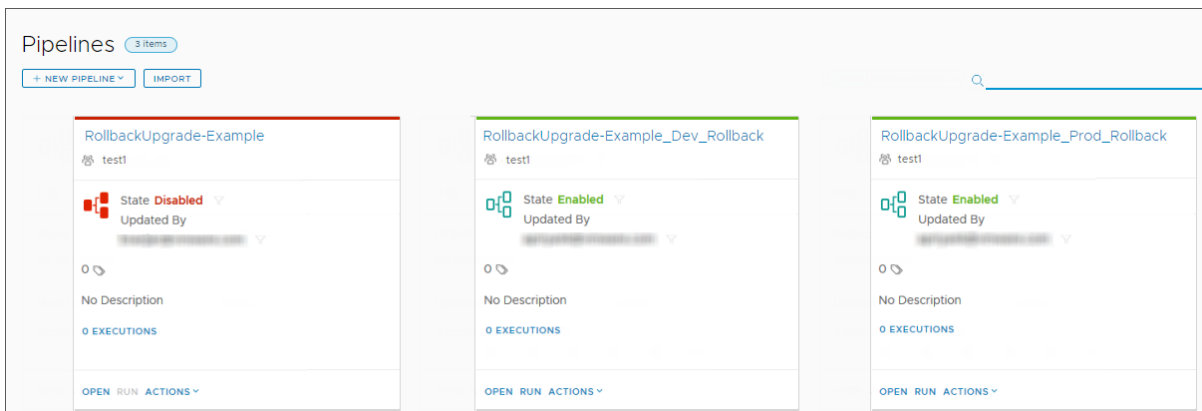 Pipelines 3 items
+ NEW PIPELINE IMPORT
RollbackUpgrade-Example
test1
State Disabled
Updated By
0
No Description
0 EXECUTIONS
OPEN RUN ACTIONS
RollbackUpgrade-Example_Dev_Rollback
test1
State Enabled
Updated By
0
No Description
0 EXECUTIONS
OPEN RUN ACTIONS
RollbackUpgrade-Example_Prod_Rollback
test1
State Enabled
Updated By
0
No Description
0 EXECUTIONS
OPEN RUN ACTIONS